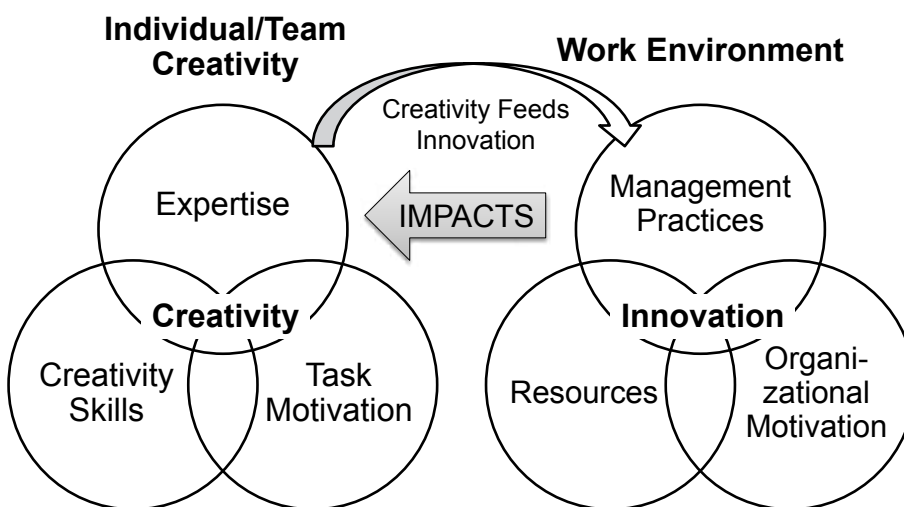 Individual/Team
Creativity
Work Environment
Creativity Feeds
Innovation
Expertise
IMPACTS
Management
Practices
Creativity
Innovation
Creativity
Skills
Task
Motivation
Resources
Organi-
zational
Motivation